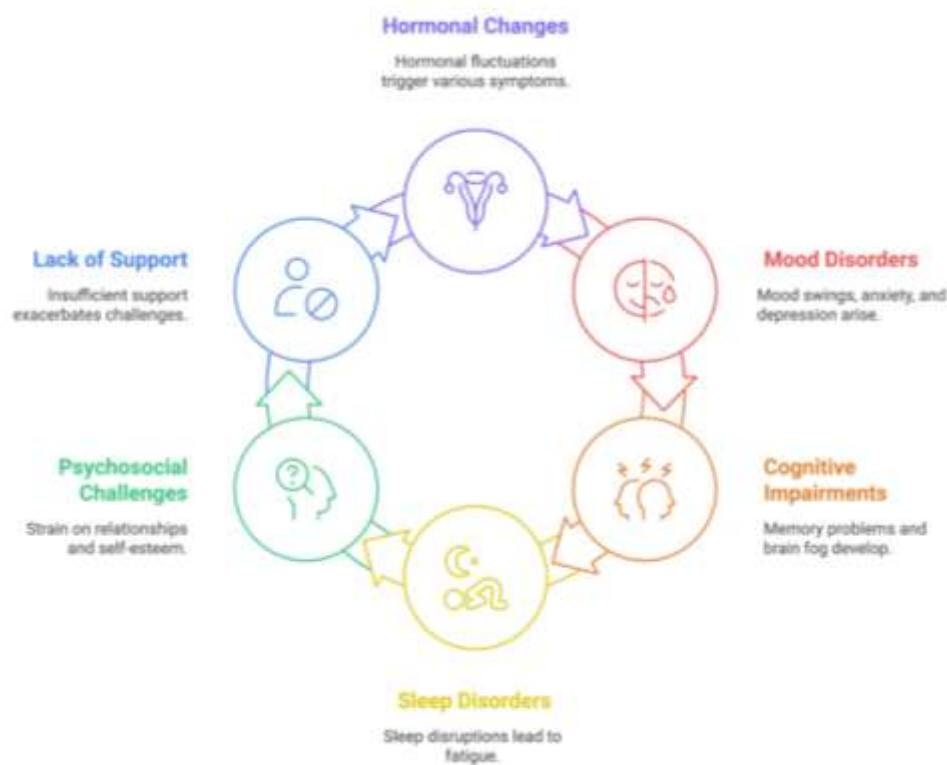 Hormonal Changes
Hormonal fluctuations
trigger various symptoms.
Mood Disorders
Mood swings, anxiety, and
depression arise.
Cognitive
Impairments
Memory problems and
brain fog develop.
Sleep Disorders
Sleep disruptions lead to
fatigue.
Psychosocial
Challenges
Strain on relationships
and self-esteem.
Lack of Support
Insufficient support
exacerbates challenges.
?